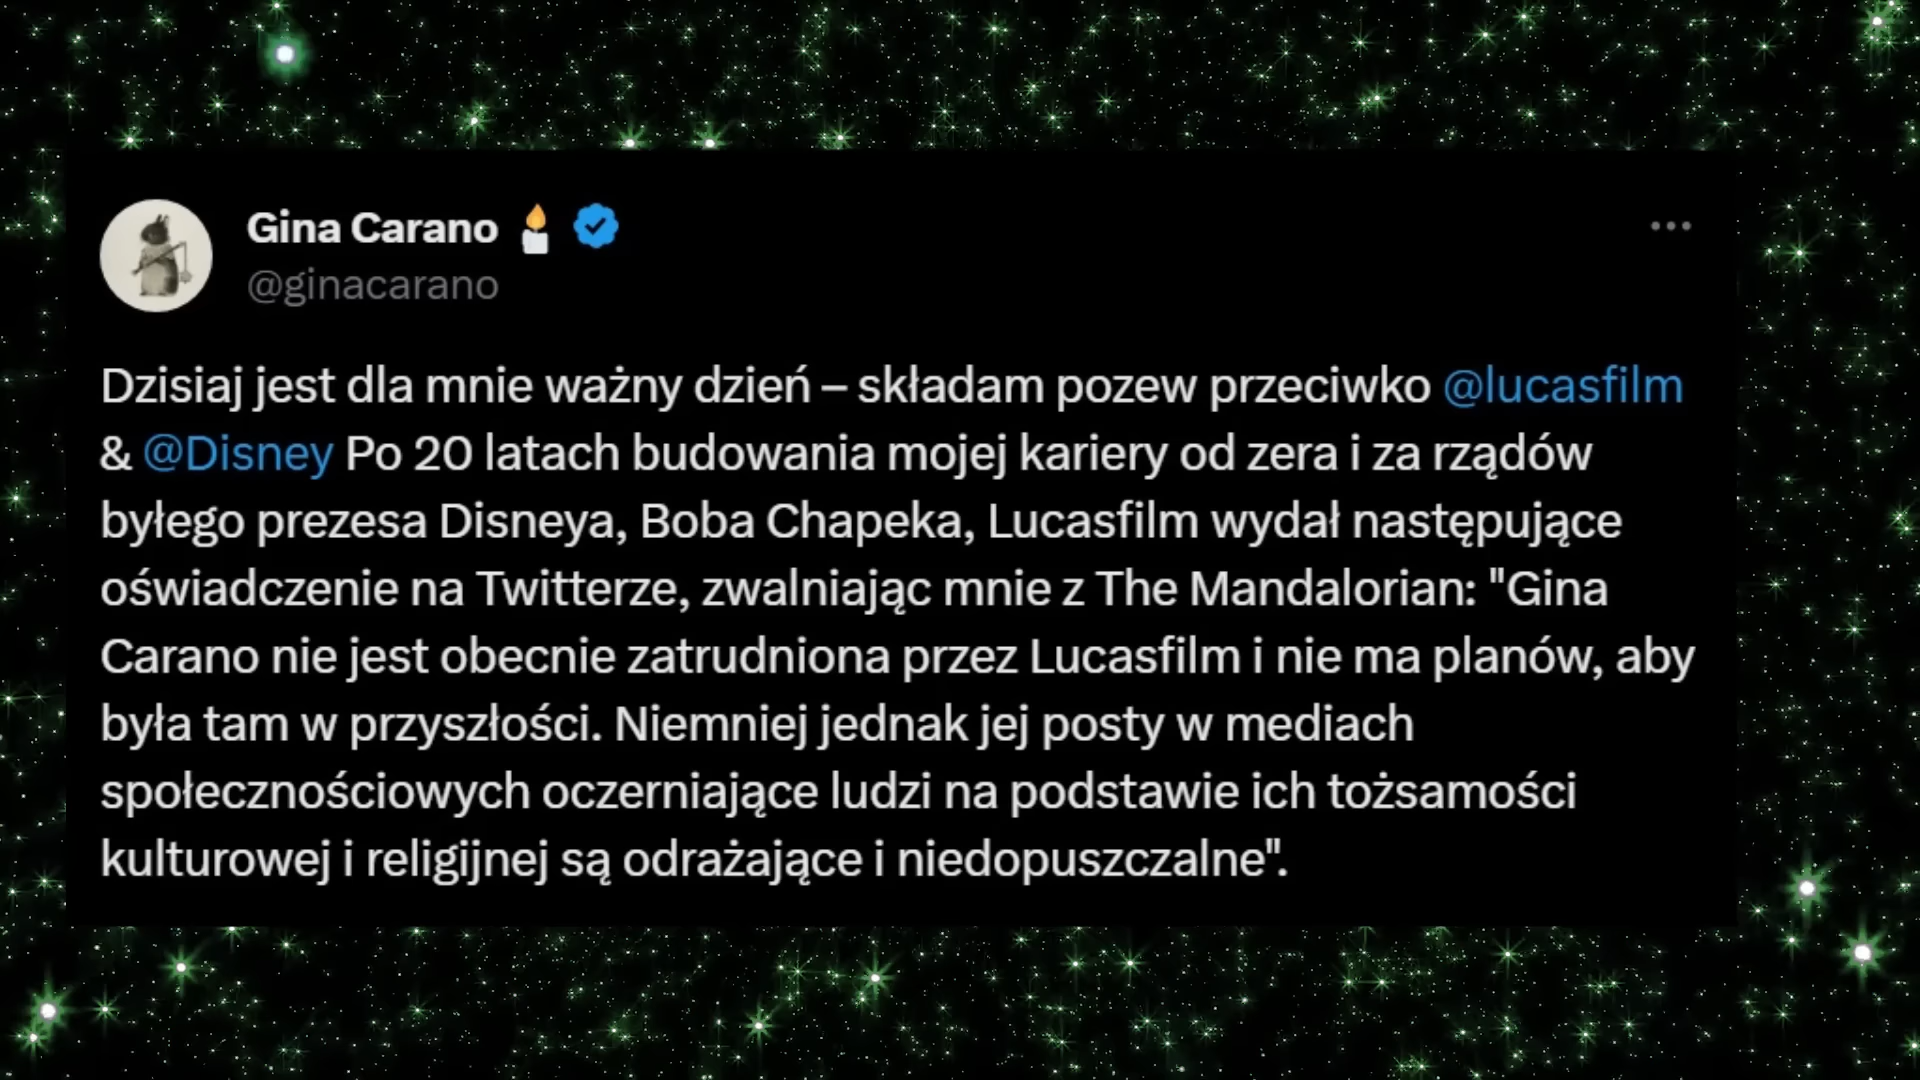 Gina Carano
@ginacarano
Dzisiaj jest dla mnie ważny dzień – składam pozew przeciwko @lucasfilm
& @Disney Po 20 latach budowania mojej kariery od zera i za rządów
byłego prezesa Disneya, Boba Chapeka, Lucasfilm wydał następujące
oświadczenie na Twitterze, zwalniając mnie z The Mandalorian: "Gina
Carano nie jest obecnie zatrudniona przez Lucasfilm i nie ma planów, aby
była tam w przyszłości. Niemniej jednak jej posty w mediach
społecznościowych oczerniające ludzi na podstawie ich tożsamości
kulturowej i religijnej są odrażające i niedopuszczalne".